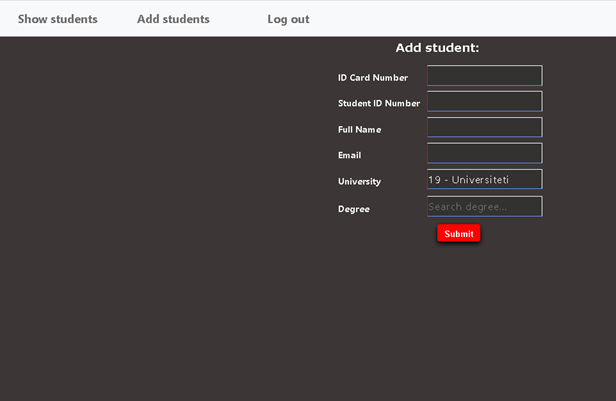 Show students Add students Log out
Add student:
ID Card Number
Student ID Number
Full Name
Email
University 19 - Universiteti
Degree Search degree...
Submit